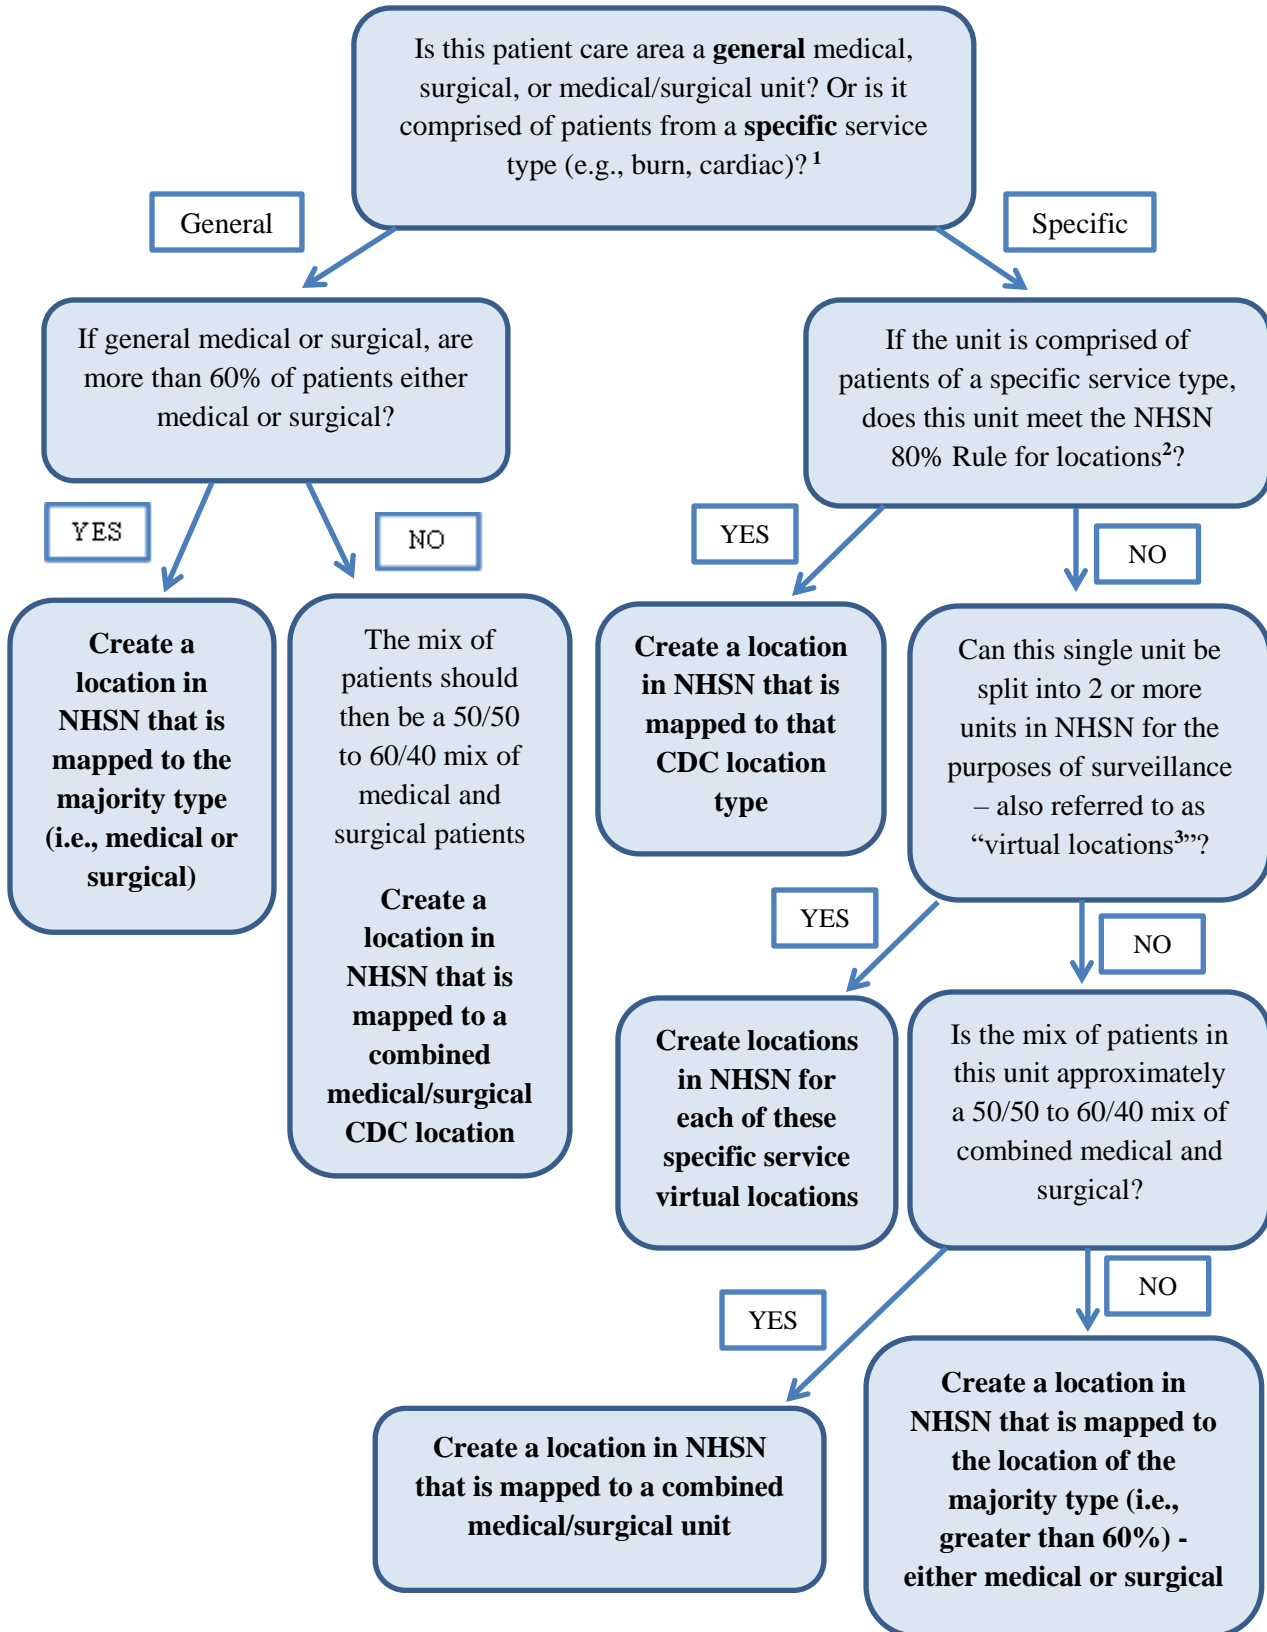 Is this patient care area a general medical,
surgical, or medical/surgical unit? Or is it
comprised of patients from a specific service
type (e.g., burn, cardiac)? 1
General
Specific
If general medical or surgical, are
more than 60% of patients either
medical or surgical?
If the unit is comprised of
patients of a specific service type,
does this unit meet the NHSN
80% Rule for locations2?
YES
NO
YES
NO
Create a
location in
NHSN that is
mapped to the
majority type
(i.e., medical or
surgical)
The mix of
patients should
then be a 50/50
to 60/40 mix of
medical and
surgical patients
Create a
location in
NHSN that is
mapped to a
combined
medical/surgical
CDC location
Create a location
in NHSN that is
mapped to that
CDC location
type
Can this single unit be
split into 2 or more
units in NHSN for the
purposes of surveillance
– also referred to as
“virtual locations3”?
YES
NO
Create locations
in NHSN for
each of these
specific service
virtual locations
Is the mix of patients in
this unit approximately
a 50/50 to 60/40 mix of
combined medical and
surgical?
YES
NO
Create a location in NHSN
that is mapped to a combined
medical/surgical unit
Create a location in
NHSN that is mapped to
the location of the
majority type (i.e.,
greater than 60%) -
either medical or surgical